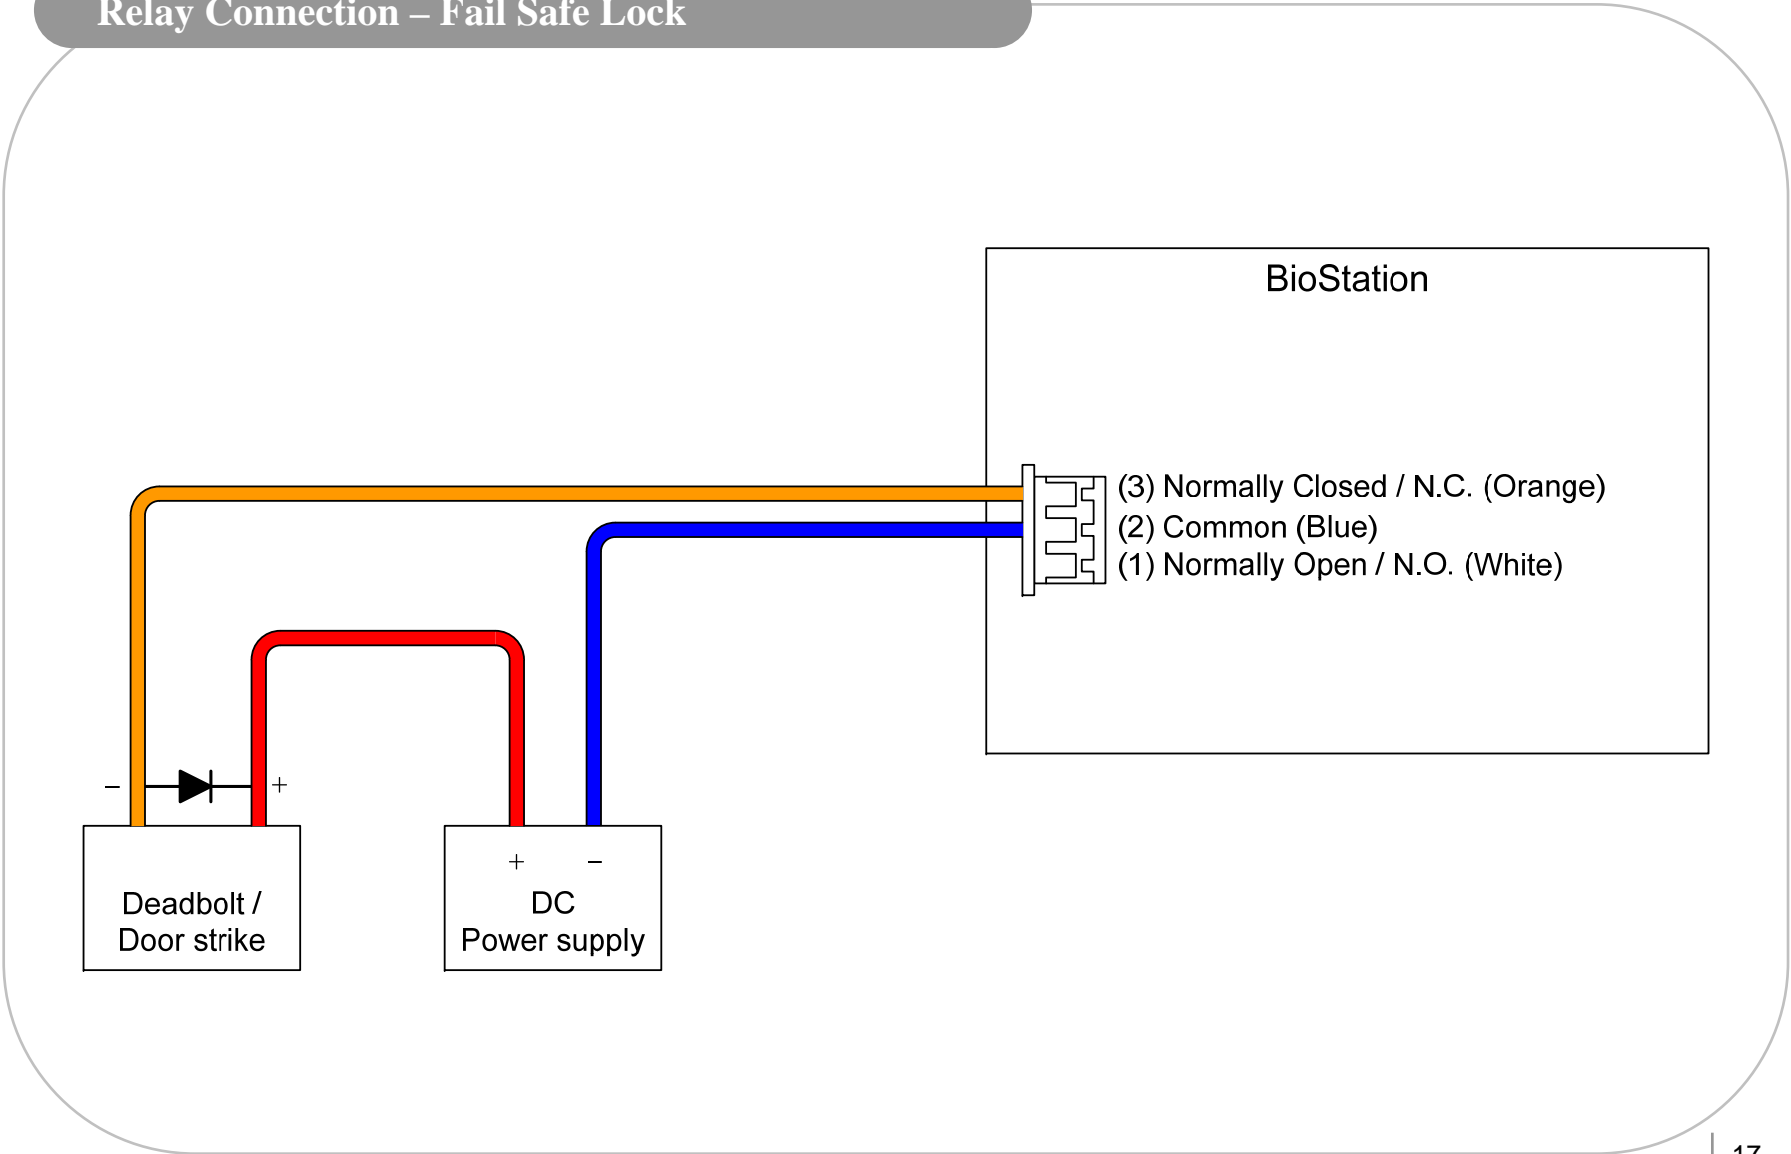 Relay Connection – Fail Safe Lock
BioStation
(3) Normally Closed / N.C. (Orange)
(2) Common (Blue)
(1) Normally Open / N.O. (White)
– +
+ –
Deadbolt /
Door strike
DC
Power supply
17